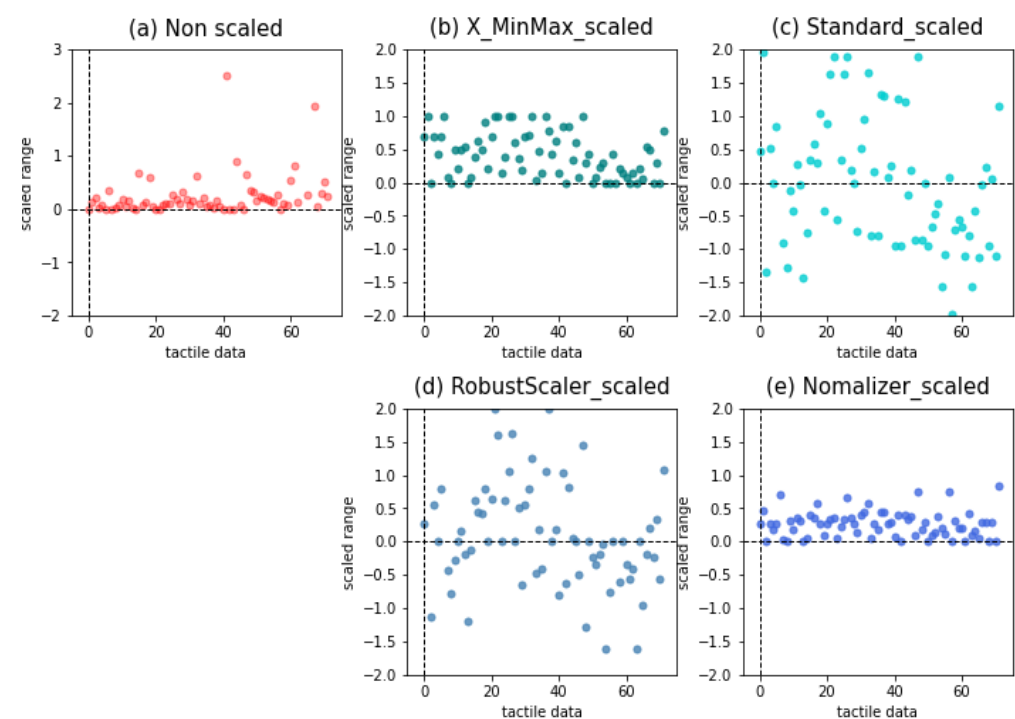 (a) Non scaled
(b) X_MinMax_scaled
(c) Standard_scaled
3
2
1
0
−1
−2
scaled range
0 20 40 60
tactile data
2.0
1.5
1.0
0.5
0.0
−0.5
−1.0
−1.5
−2.0
scaled range
0 20 40 60
tactile data
2.0
1.5
1.0
0.5
0.0
−0.5
−1.0
−1.5
−2.0
scaled range
0 20 40 60
tactile data
(d) RobustScaler_scaled
(e) Nomalizer_scaled
2.0
1.5
1.0
0.5
0.0
−0.5
−1.0
−1.5
−2.0
scaled range
0 20 40 60
tactile data
2.0
1.5
1.0
0.5
0.0
−0.5
−1.0
−1.5
−2.0
scaled range
0 20 40 60
tactile data